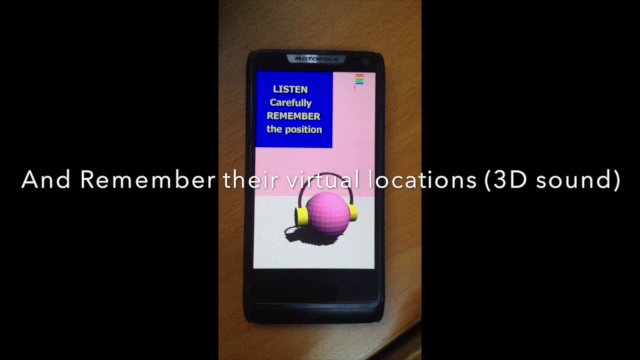 MOTOROLA
LISTEN
Carefully
REMEMBER
the position
And Remember their virtual locations (3D sound)